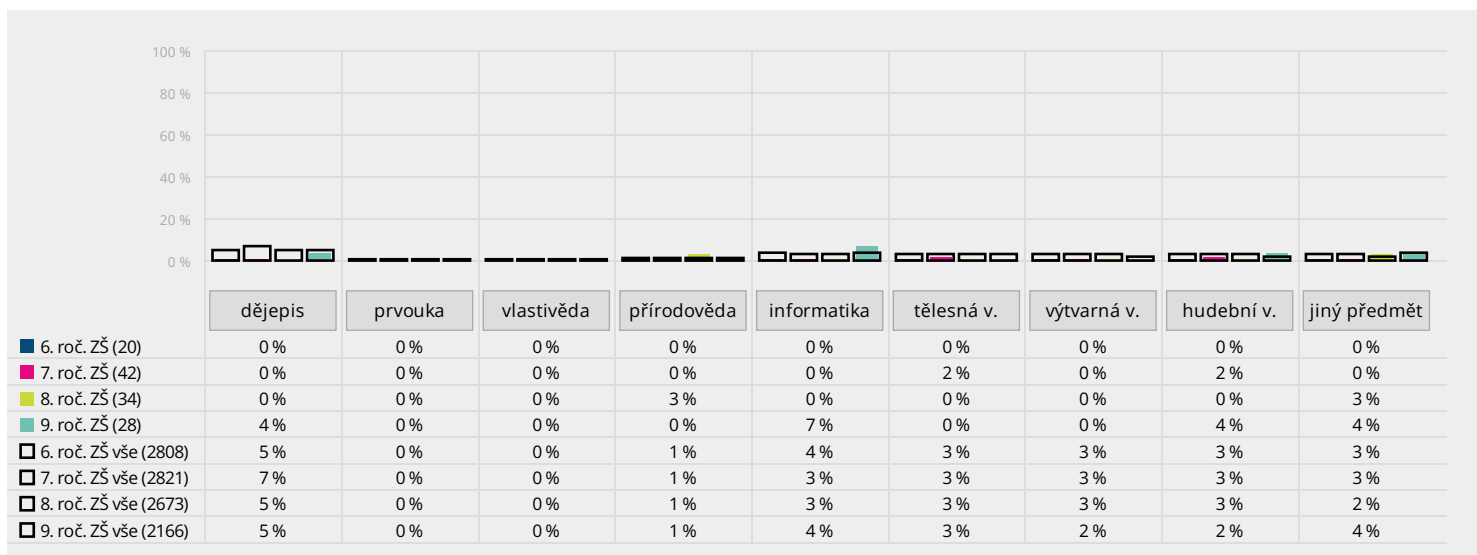 100 %
80 %
60 %
40 %
20 %
0 %
dějepis prvouka vlastivěda přírodověda informatika tělesná v. výtvarná v. hudební v. jiný předmět
6. roč. ZŠ (20) 0 % 0 % 0 % 0 % 0 % 0 % 0 % 0 % 0 %
7. roč. ZŠ (42) 0 % 0 % 0 % 0 % 0 % 2 % 0 % 2 % 0 %
8. roč. ZŠ (34) 0 % 0 % 0 % 3 % 0 % 0 % 0 % 0 % 3 %
9. roč. ZŠ (28) 4 % 0 % 0 % 0 % 7 % 0 % 0 % 4 % 4 %
6. roč. ZŠ vše (2808) 5 % 0 % 0 % 1 % 4 % 3 % 3 % 3 % 3 %
7. roč. ZŠ vše (2821) 7 % 0 % 0 % 1 % 3 % 3 % 3 % 3 % 3 %
8. roč. ZŠ vše (2673) 5 % 0 % 0 % 1 % 3 % 3 % 3 % 3 % 2 %
9. roč. ZŠ vše (2166) 5 % 0 % 0 % 1 % 4 % 3 % 2 % 2 % 4 %